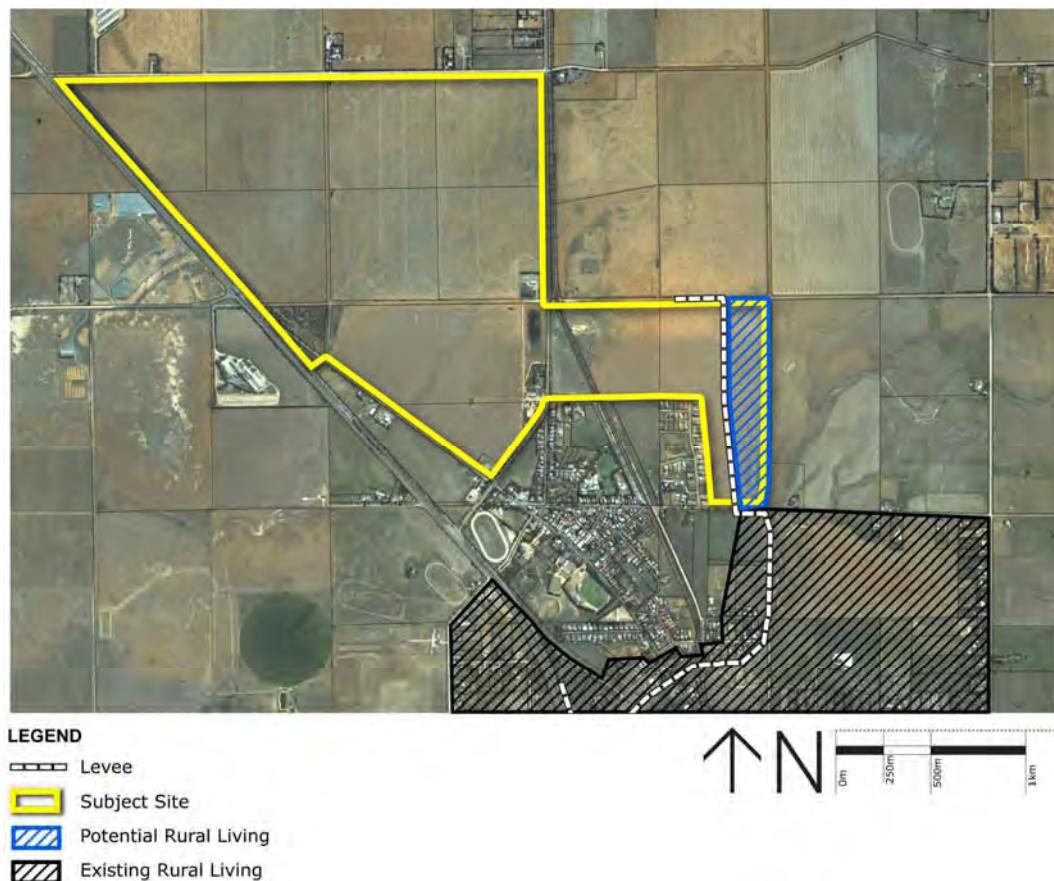 LEGEND
Levee
Subject Site
Potential Rural Living
Existing Rural Living
N
0m
250m
500m
1km